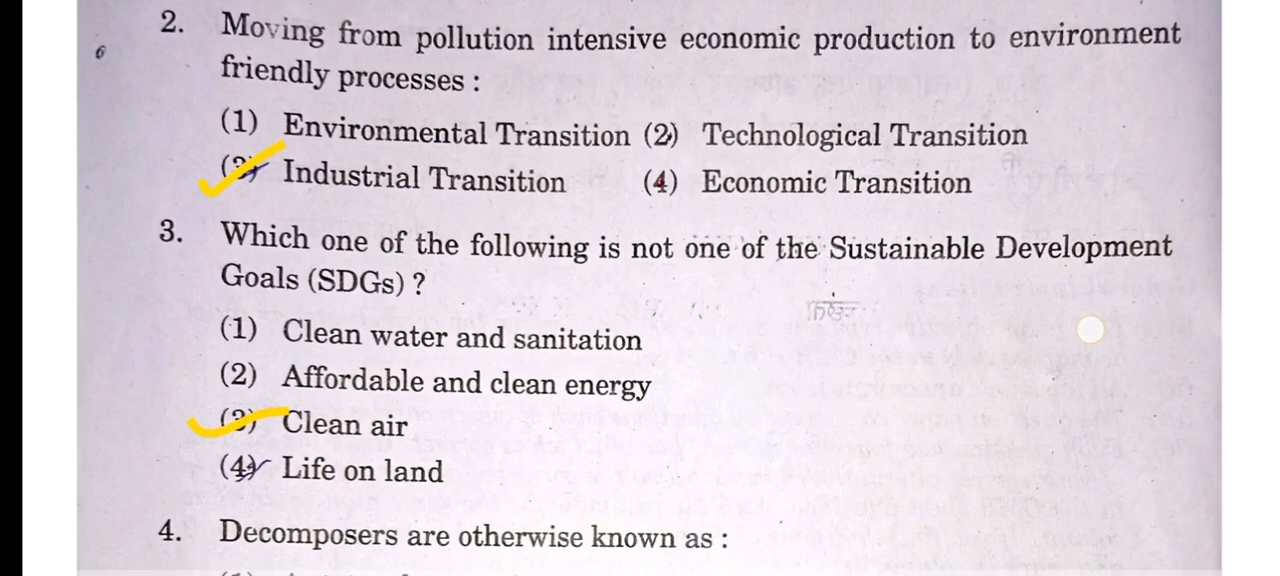 2. Moving from pollution intensive economic production to environment
friendly processes :
(1) Environmental Transition (2) Technological Transition
(3) Industrial Transition (4) Economic Transition
3. Which one of the following is not one of the Sustainable Development
Goals (SDGs) ?
(1) Clean water and sanitation
(2) Affordable and clean energy
(3) Clean air
(4) Life on land
4. Decomposers are otherwise known as :